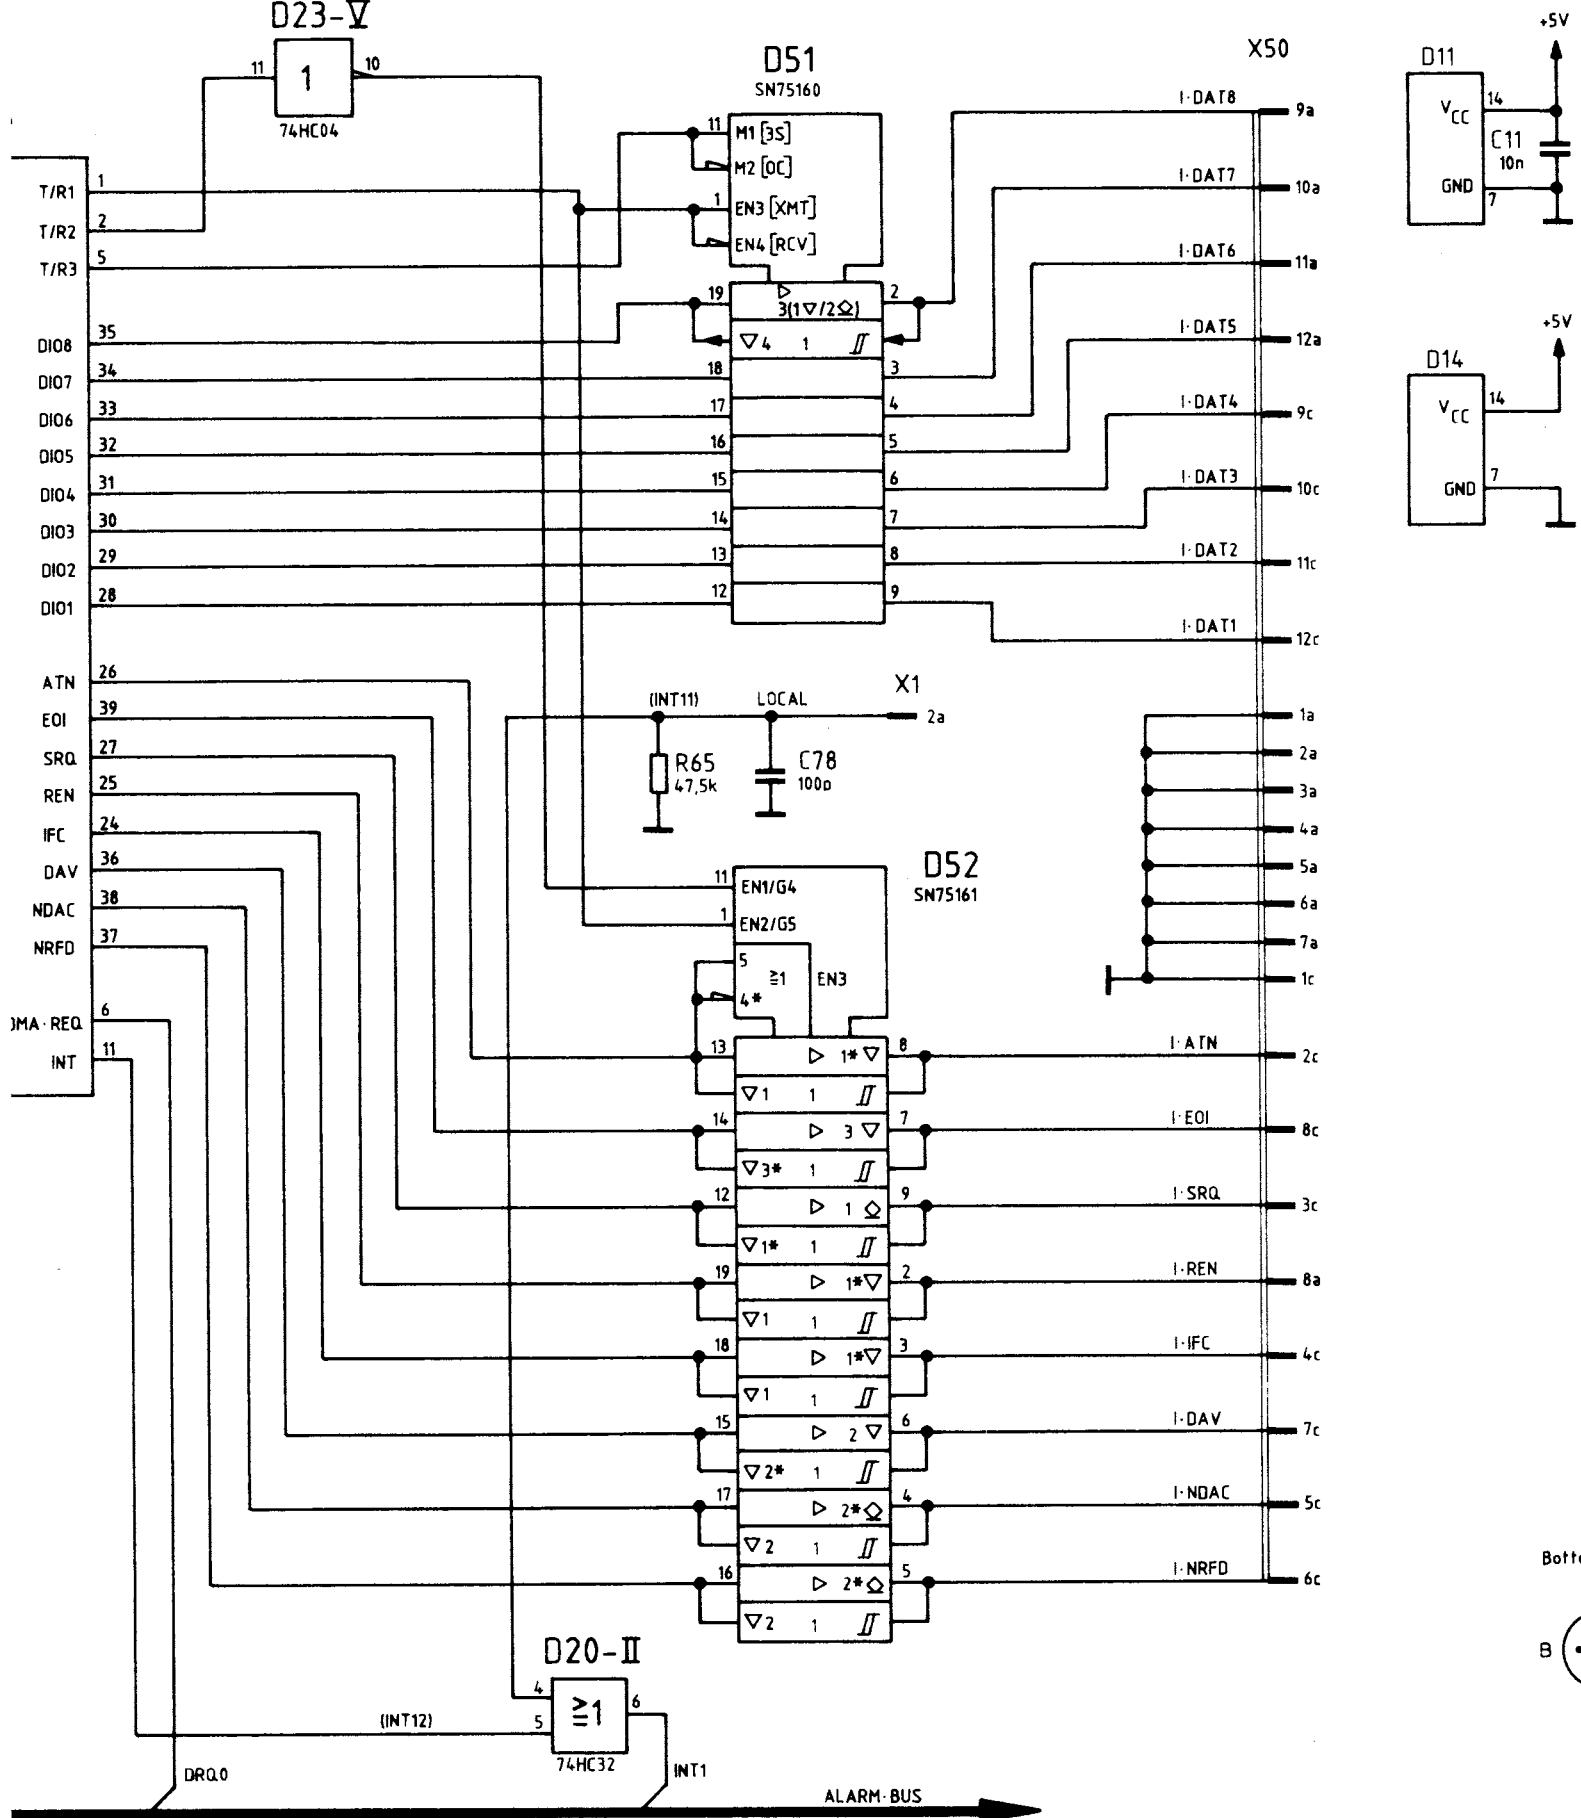 D23-V
11
1
10
74HC04
D51
SN75160
X50
+5V
D11
VCC
14
C11
10n
GND
7
+5V
D14
VCC
14
GND
7
T/R1
1
T/R2
2
T/R3
5
DIO8
35
DIO7
34
DIO6
33
DIO5
32
DIO4
31
DIO3
30
DIO2
29
DIO1
28
ATN
26
EOI
39
SRQ
27
REN
25
IFC
24
DAV
36
NDAC
38
NRFD
37
6
INT
11
11 M1 [3S]
M2 [OC]
1 EN3 [XMT]
EN4 [RCV]
19 ▷ 3(1▽/2◇) 2
▽4 1
18 3
17 4
16 5
15 6
14 7
13 8
12 9
I·DAT8 9a
I·DAT7 10a
I·DAT6 11a
I·DAT5 12a
I·DAT4 9c
I·DAT3 10c
I·DAT2 11c
I·DAT1 12c
(INT11)
LOCAL
X1
2a
R65
47,5k
C78
100p
1a
2a
3a
4a
5a
6a
7a
1c
D52
SN75161
11 EN1/G4
1 EN2/G5
5
≥1 EN3
4*
13 ▷ 1*▽ 8 I·ATN 2c
▽1 1
14 ▷ 3▽ 7 I·EOI 8c
▽3* 1
12 ▷ 1◇ 9 I·SRQ 3c
▽1* 1
19 ▷ 1*▽ 2 I·REN 8a
▽1 1
18 ▷ 1*▽ 3 I·IFC 4c
▽1 1
15 ▷ 2▽ 6 I·DAV 7c
▽2* 1
17 ▷ 2*◇ 4 I·NDAC 5c
▽2 1
16 ▷ 2*◇ 5 I·NRFD 6c
▽2 1
B
D20-II
4
5
≥1
6
74HC32
(INT12)
DRQ0
INT1
ALARM·BUS